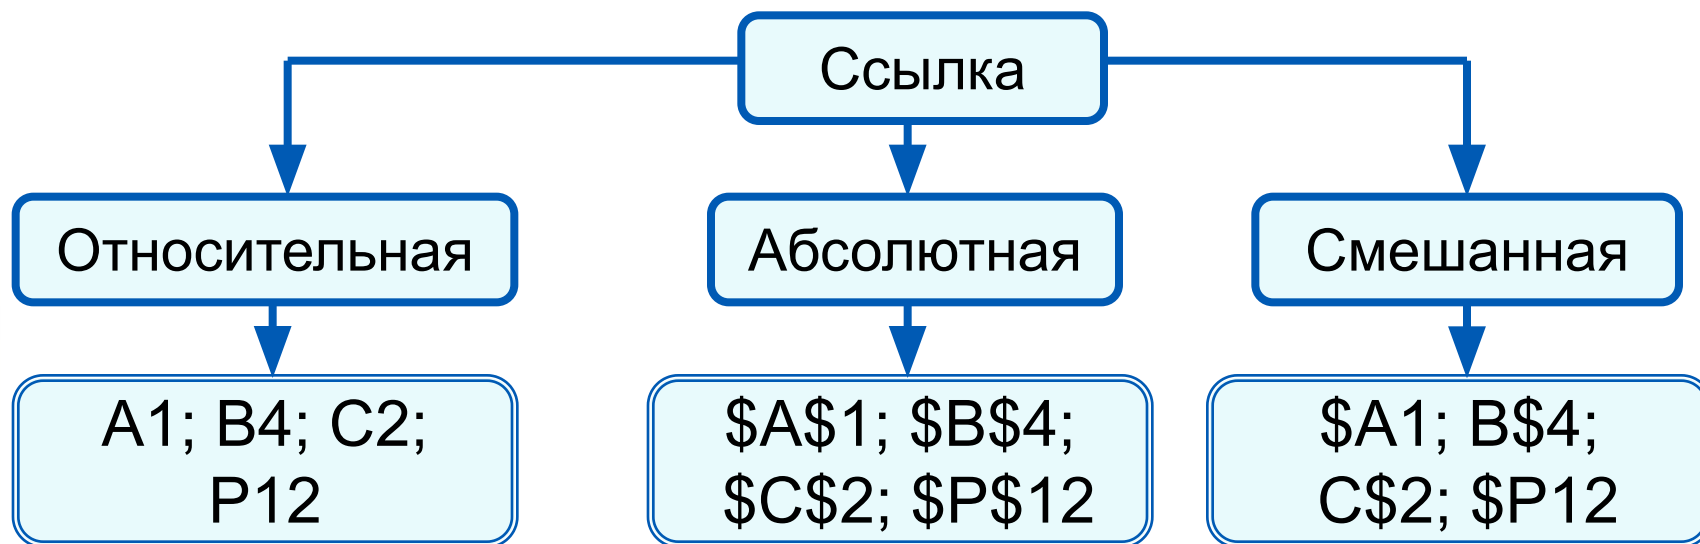 Ссылка
Относительная
Абсолютная
Смешанная
A1; B4; C2;
P12
$A$1; $B$4;
$C$2; $P$12
$A1; B$4;
C$2; $P12